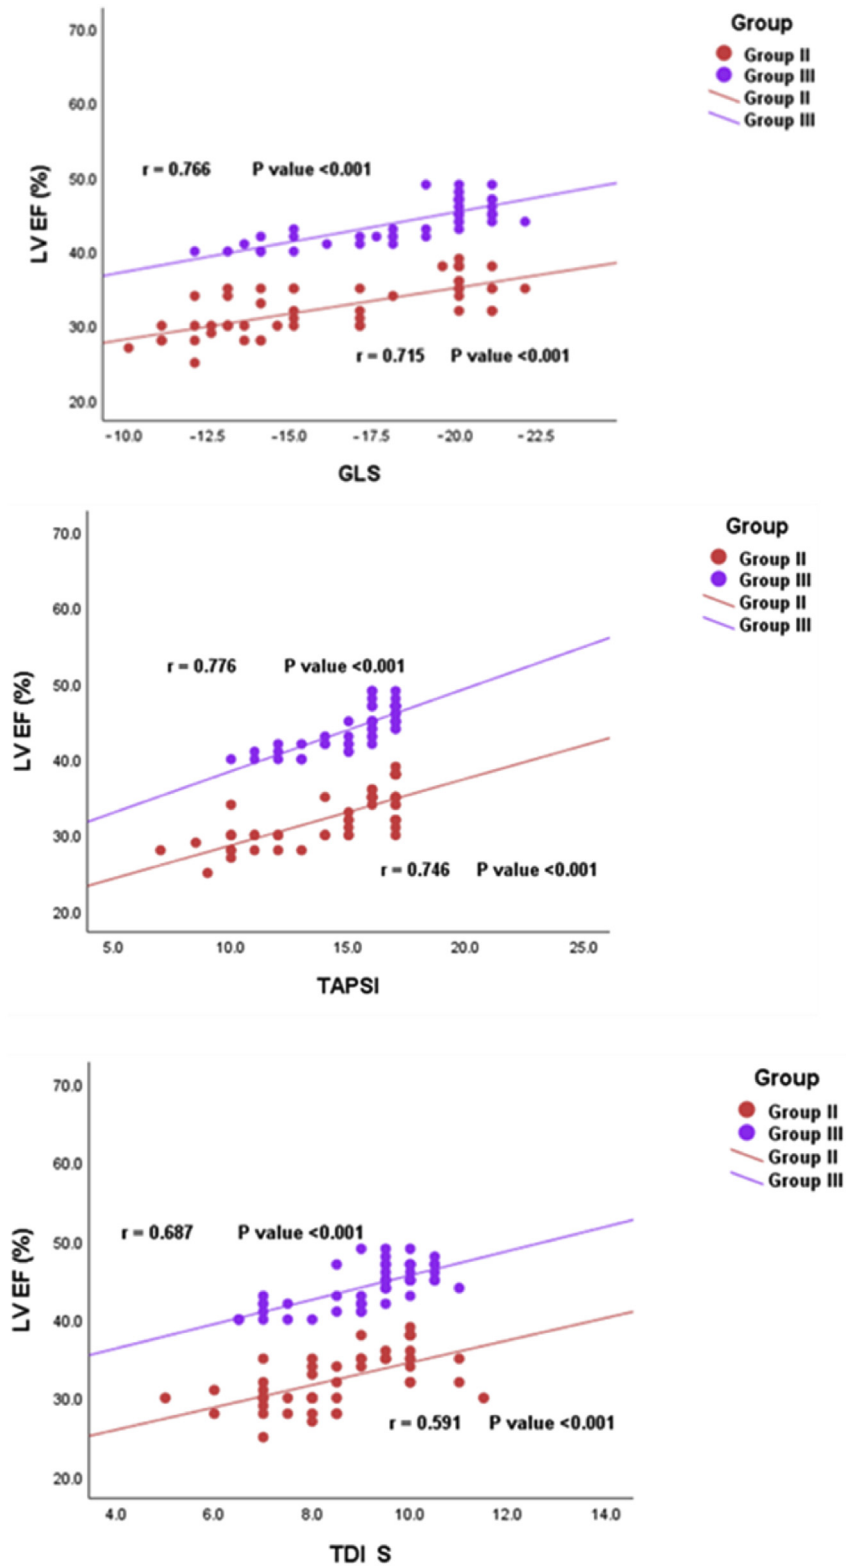 Group
Group II
Group III
Group II
Group III
70.0
60.0
50.0
40.0
30.0
20.0
LV EF (%)
r = 0.766 P value <0.001
r = 0.715 P value <0.001
-10.0 -12.5 -15.0 -17.5 -20.0 -22.5
GLS
Group
Group II
Group III
Group II
Group III
70.0
60.0
50.0
40.0
30.0
20.0
LV EF (%)
r = 0.776 P value <0.001
r = 0.746 P value <0.001
5.0 10.0 15.0 20.0 25.0
TAPSI
Group
Group II
Group III
Group II
Group III
70.0
60.0
50.0
40.0
30.0
20.0
LV EF (%)
r = 0.687 P value <0.001
r = 0.591 P value <0.001
4.0 6.0 8.0 10.0 12.0 14.0
TDI S